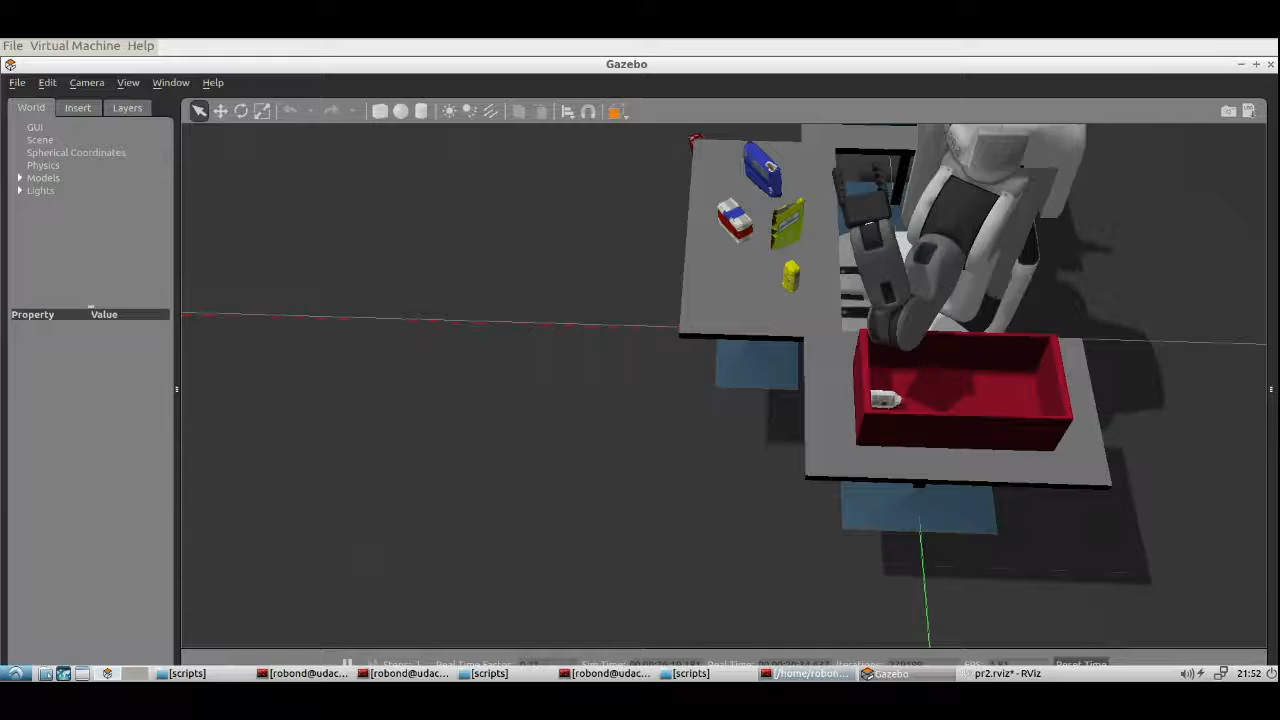 File Virtual Machine Help
Gazebo
File Edit Camera View Window Help
World Insert Layers
GUI
Scene
Spherical Coordinates
Physics
Models
Lights
Property Value
[scripts] [robond@udac... [robond@udac... [scripts] [robond@udac... [scripts] [/home/robon... Gazebo pr2.rviz* - RViz 21:52